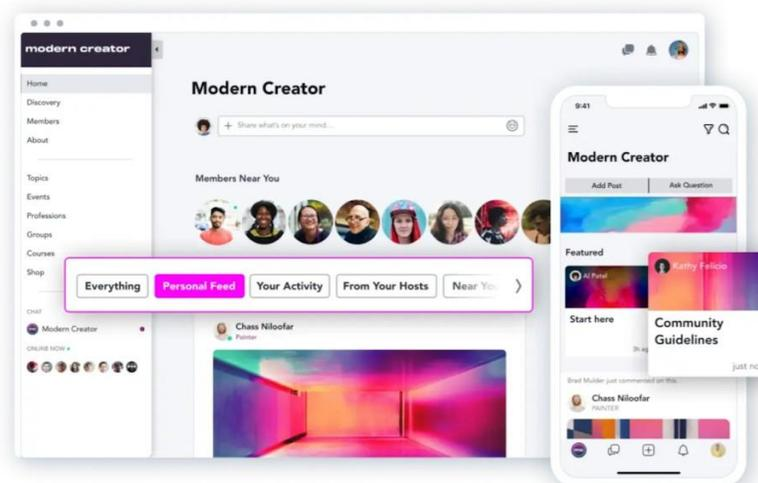 modern creator
Home
Discovery
Members
About
Topics
Events
Professions
Groups
Courses
Shop
CHAT
Modern Creator
ONLINE NOW
Modern Creator
+ Share what's on your mind...
Members Near You
Everything
Personal Feed
Your Activity
From Your Hosts
Near You
Chass Niloofar
Painter
9:41
Modern Creator
Add Post
Ask Question
Featured
Al Patel
Start here
Kathy Felicio
Community
Guidelines
just
Brad Mulder just commented on this.
Chass Niloofar
PAINTER